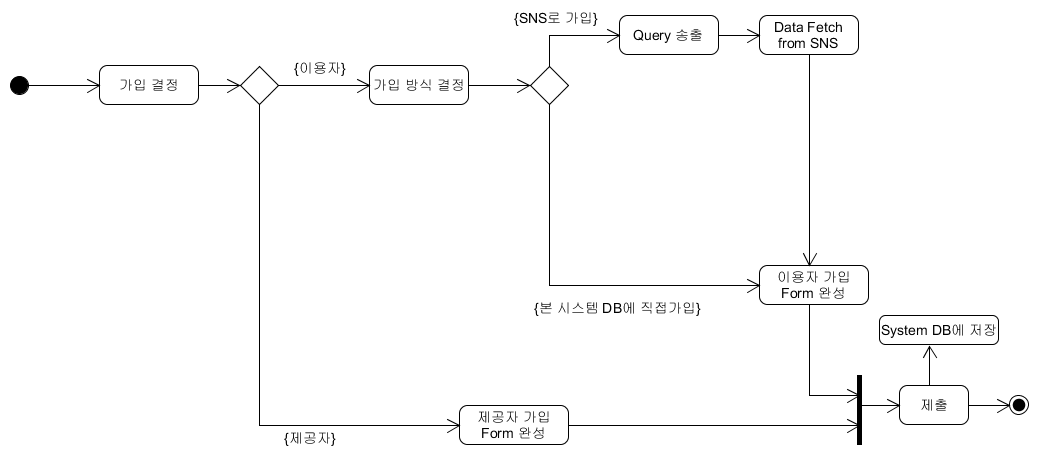 {SNS로 가입}
Query 송출
Data Fetch
from SNS
가입 결정
{이용자}
가입 방식 결정
이용자 가입
Form 완성
{본 시스템 DB에 직접가입}
System DB에 저장
제출
제공자 가입
Form 완성
{제공자}